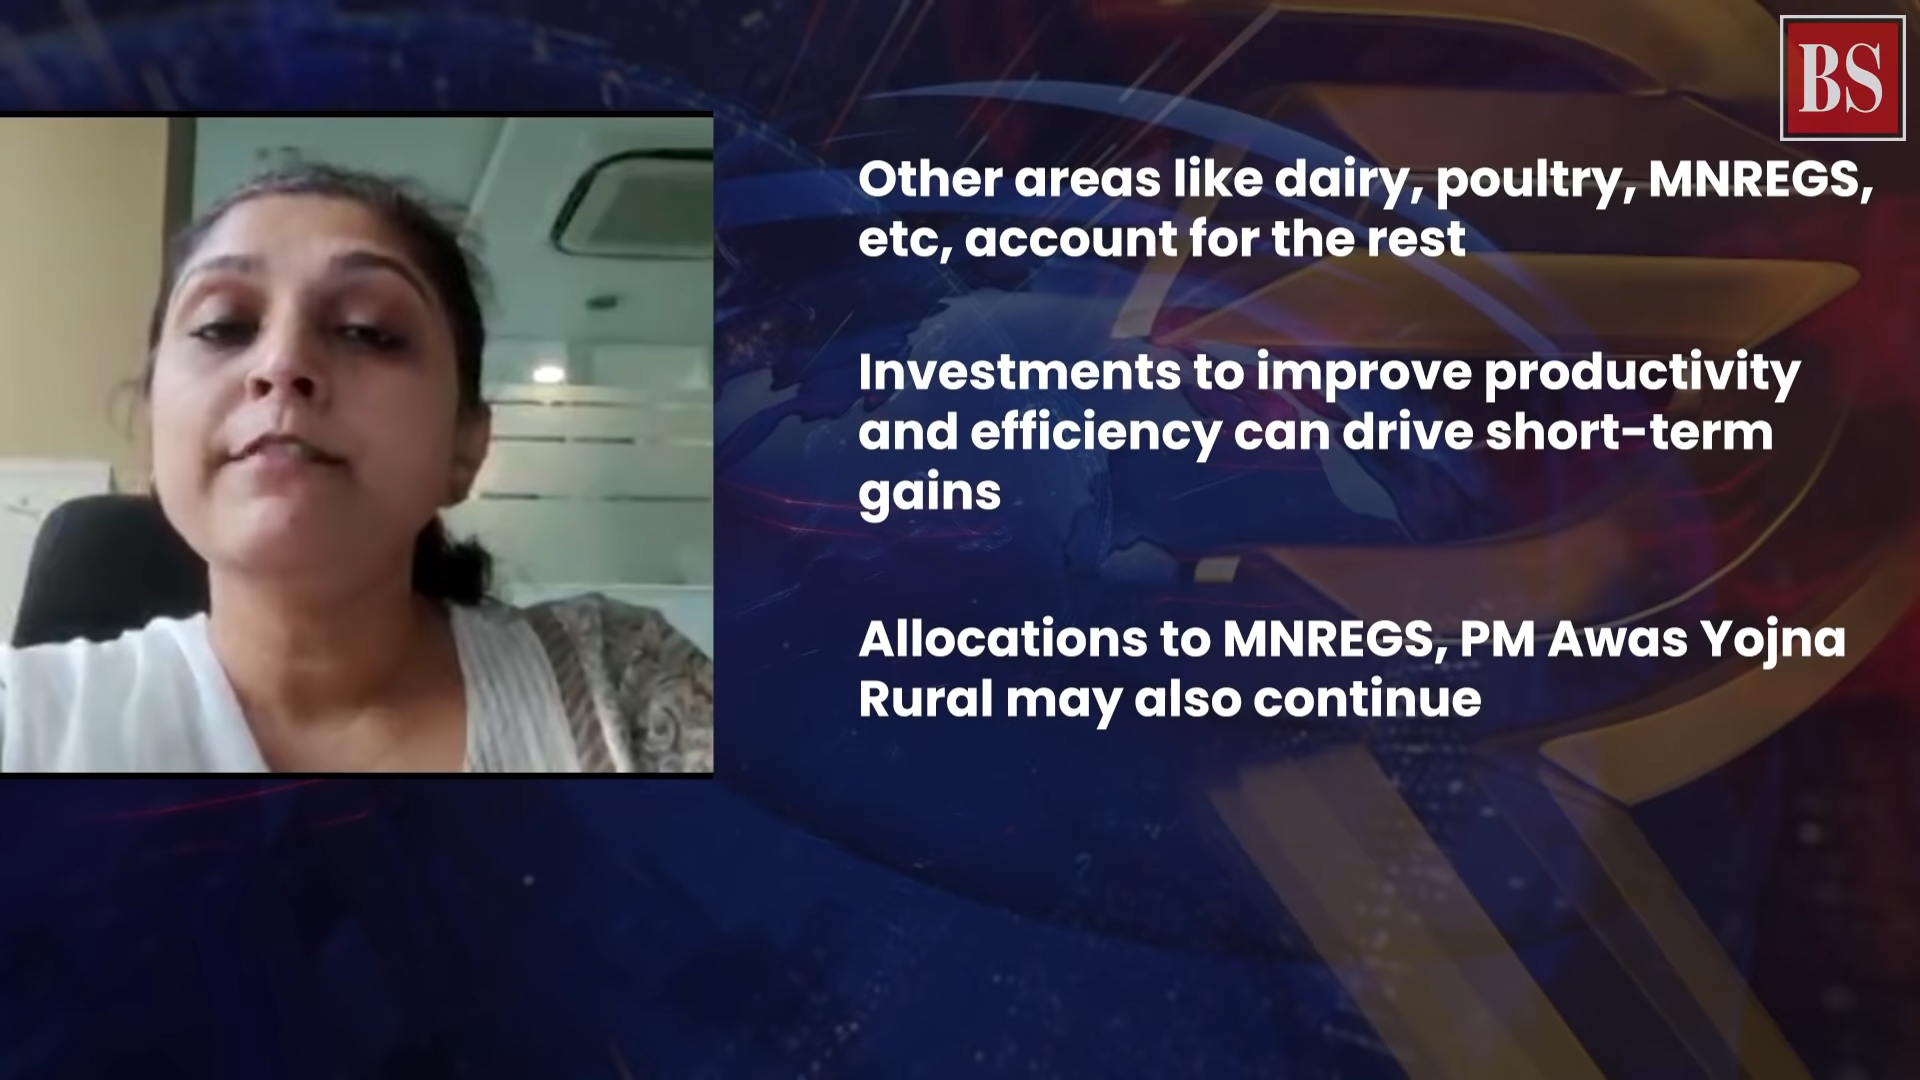 BS
Other areas like dairy, poultry, MNREGS,
etc, account for the rest
Investments to improve productivity
and efficiency can drive short-term
gains
Allocations to MNREGS, PM Awas Yojna
Rural may also continue